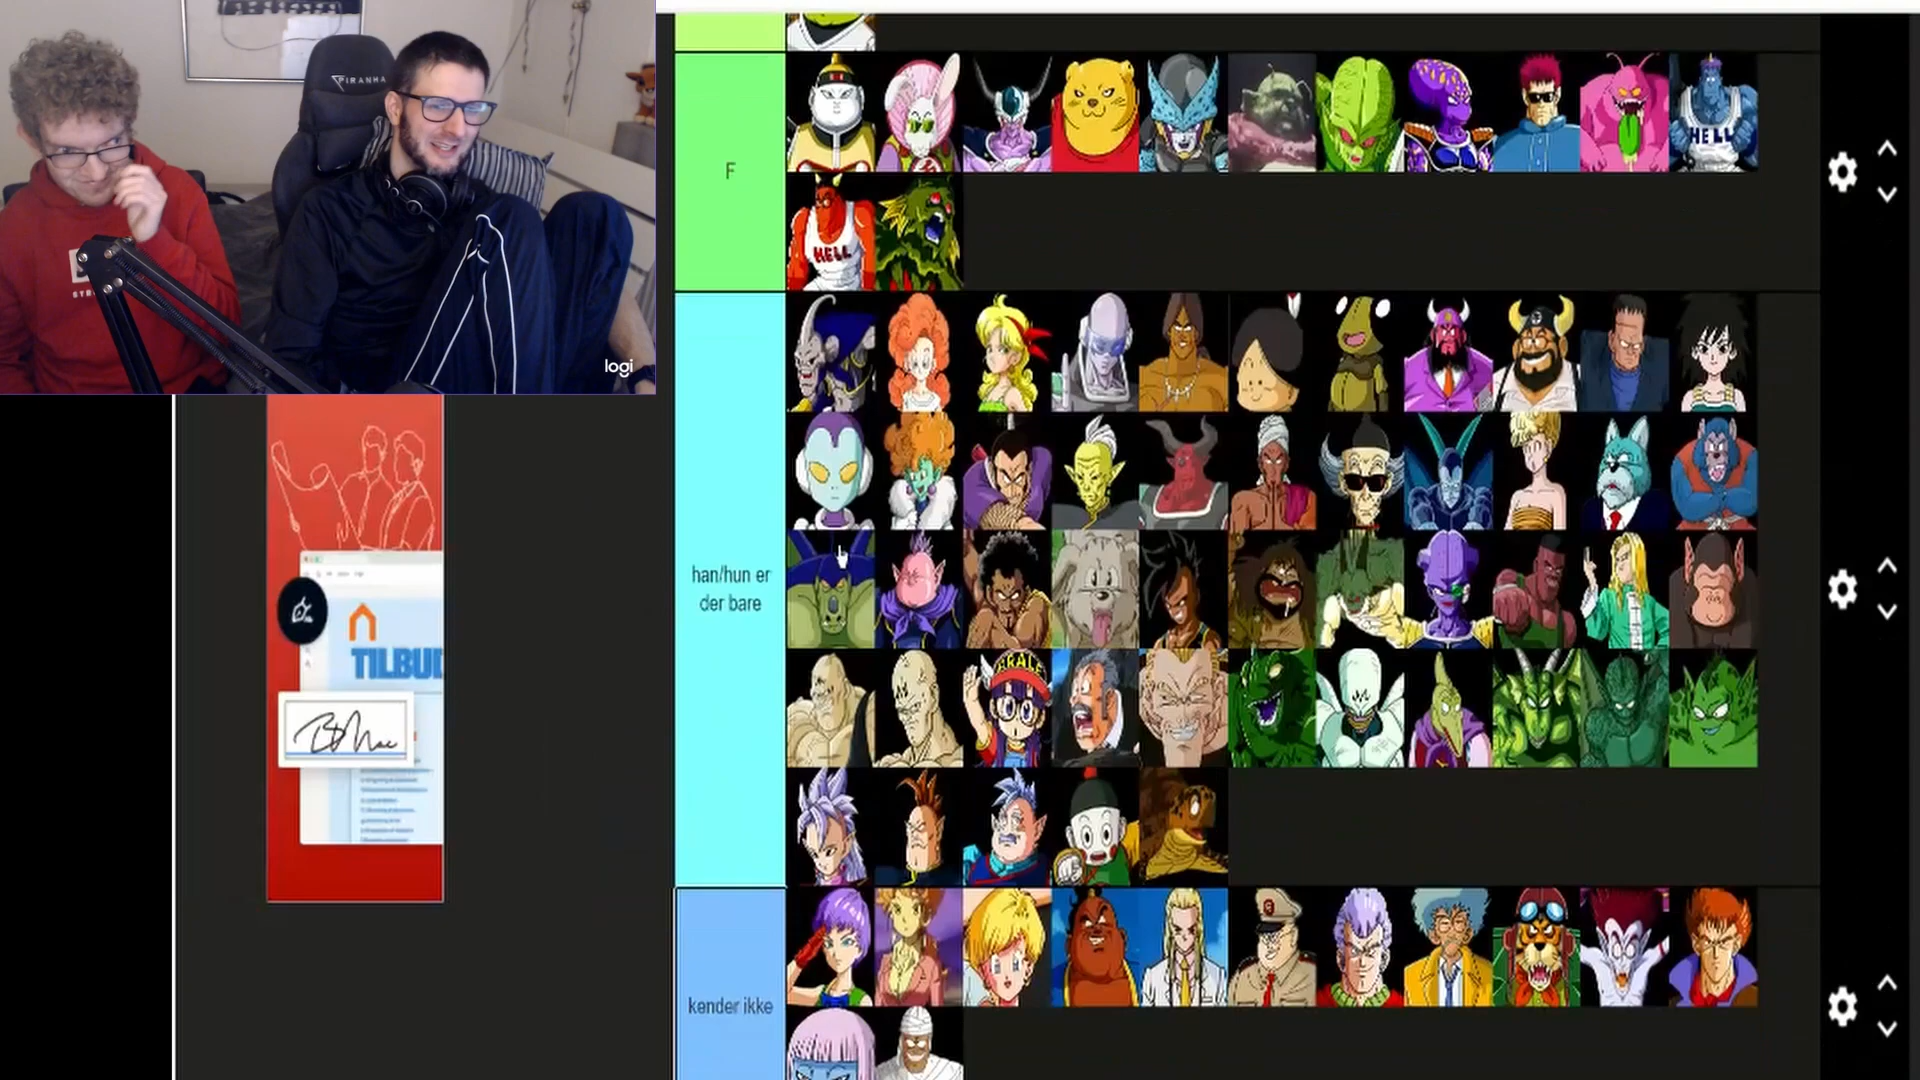 PIRANHA
logi
TILBUD
F
HELL
HELL
han/hun er
der bare
ARALE
kender ikke